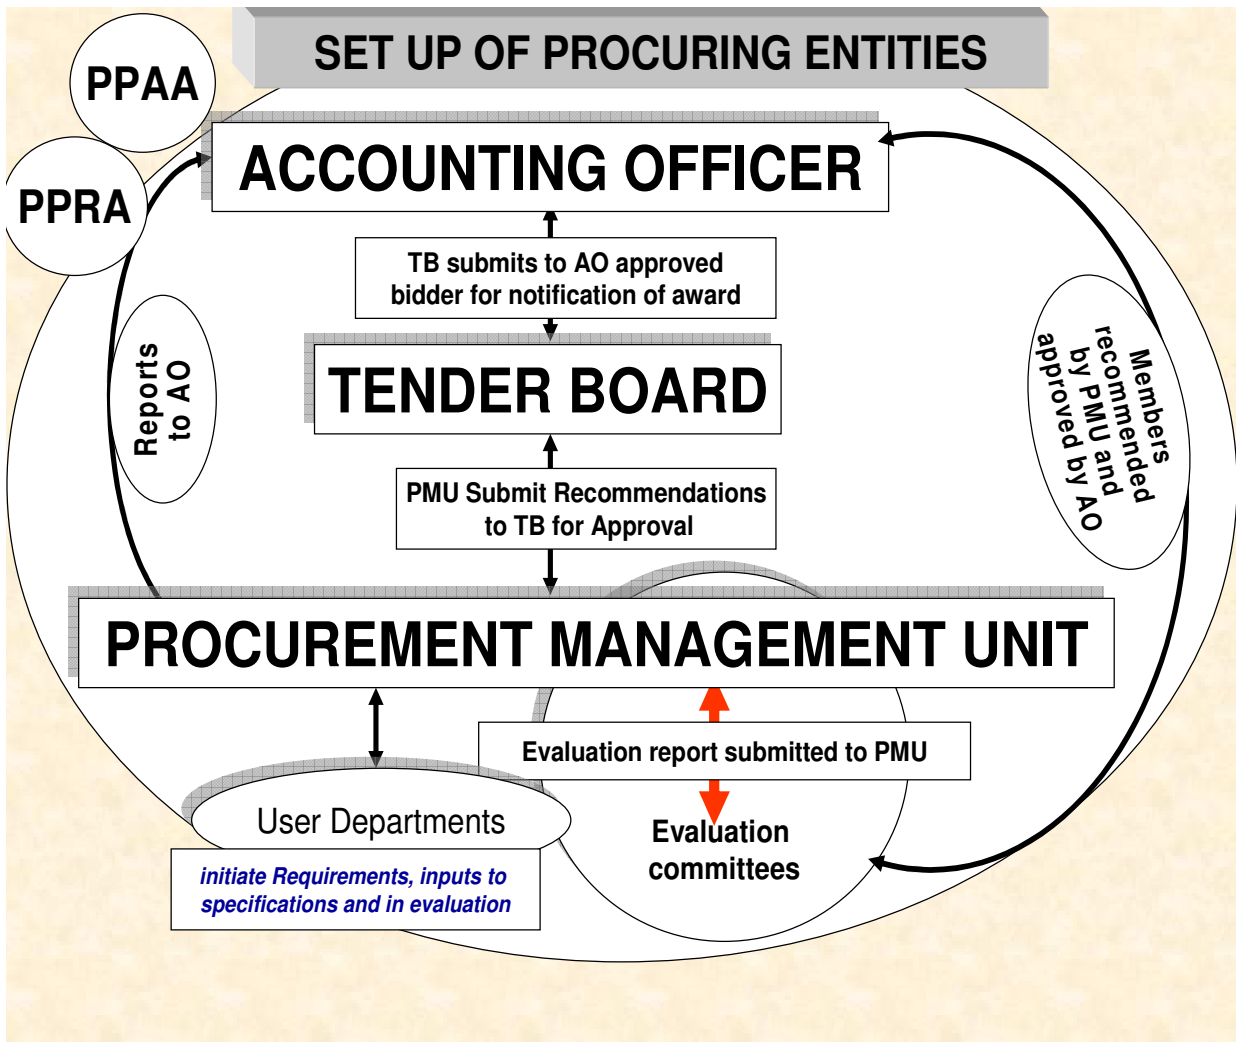 SET UP OF PROCURING ENTITIES
PPAA
PPRA
ACCOUNTING OFFICER
TB submits to AO approved
bidder for notification of award
Reports
to AO
TENDER BOARD
Members
recommended
by PMU and
approved by AO
PMU Submit Recommendations
to TB for Approval
PROCUREMENT MANAGEMENT UNIT
Evaluation report submitted to PMU
User Departments
initiate Requirements, inputs to
specifications and in evaluation
Evaluation
committees